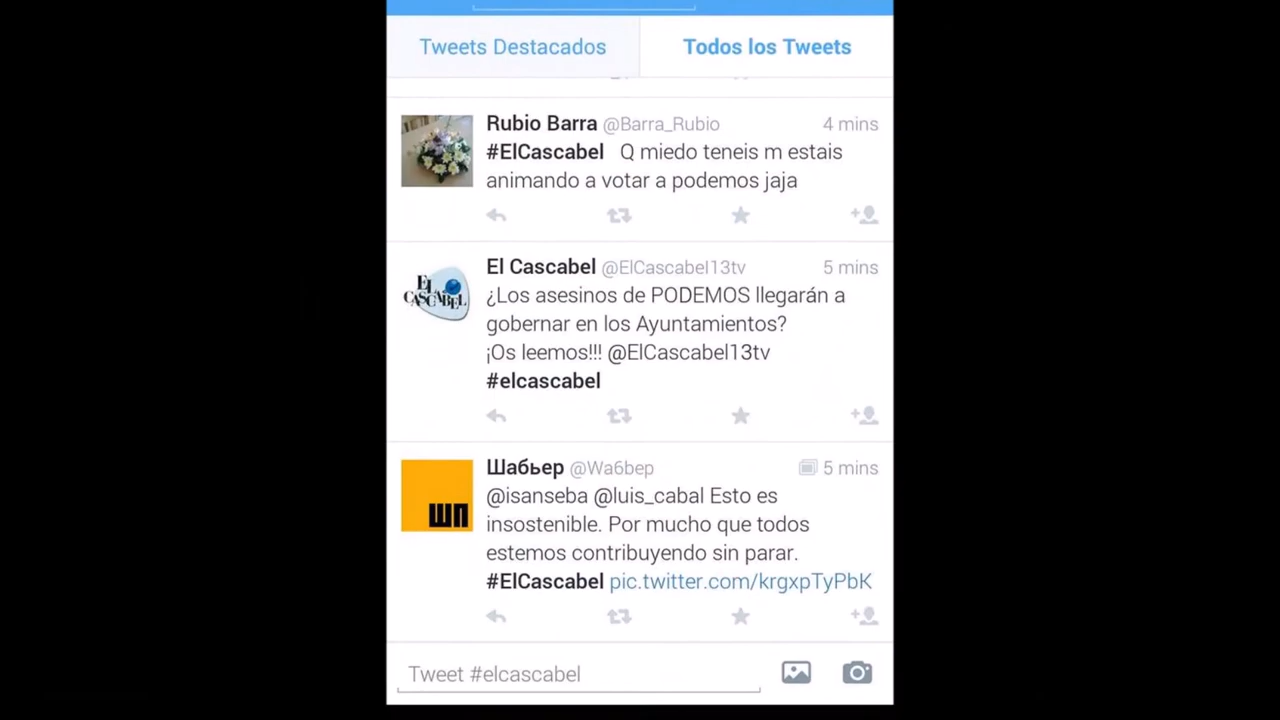 Tweets Destacados
Todos los Tweets
Rubio Barra @Barra_Rubio 4 mins
#ElCascabel Q miedo teneis m estais
animando a votar a podemos jaja
EL CASCABEL
El Cascabel @ElCascabel13tv 5 mins
¿Los asesinos de PODEMOS llegarán a
gobernar en los Ayuntamientos?
¡Os leemos!!! @ElCascabel13tv
#elcascabel
Шабьер @Wa6bep 5 mins
@isanseba @luis_cabal Esto es
insostenible. Por mucho que todos
estemos contribuyendo sin parar.
#ElCascabel pic.twitter.com/krgxpTyPbK
Tweet #elcascabel